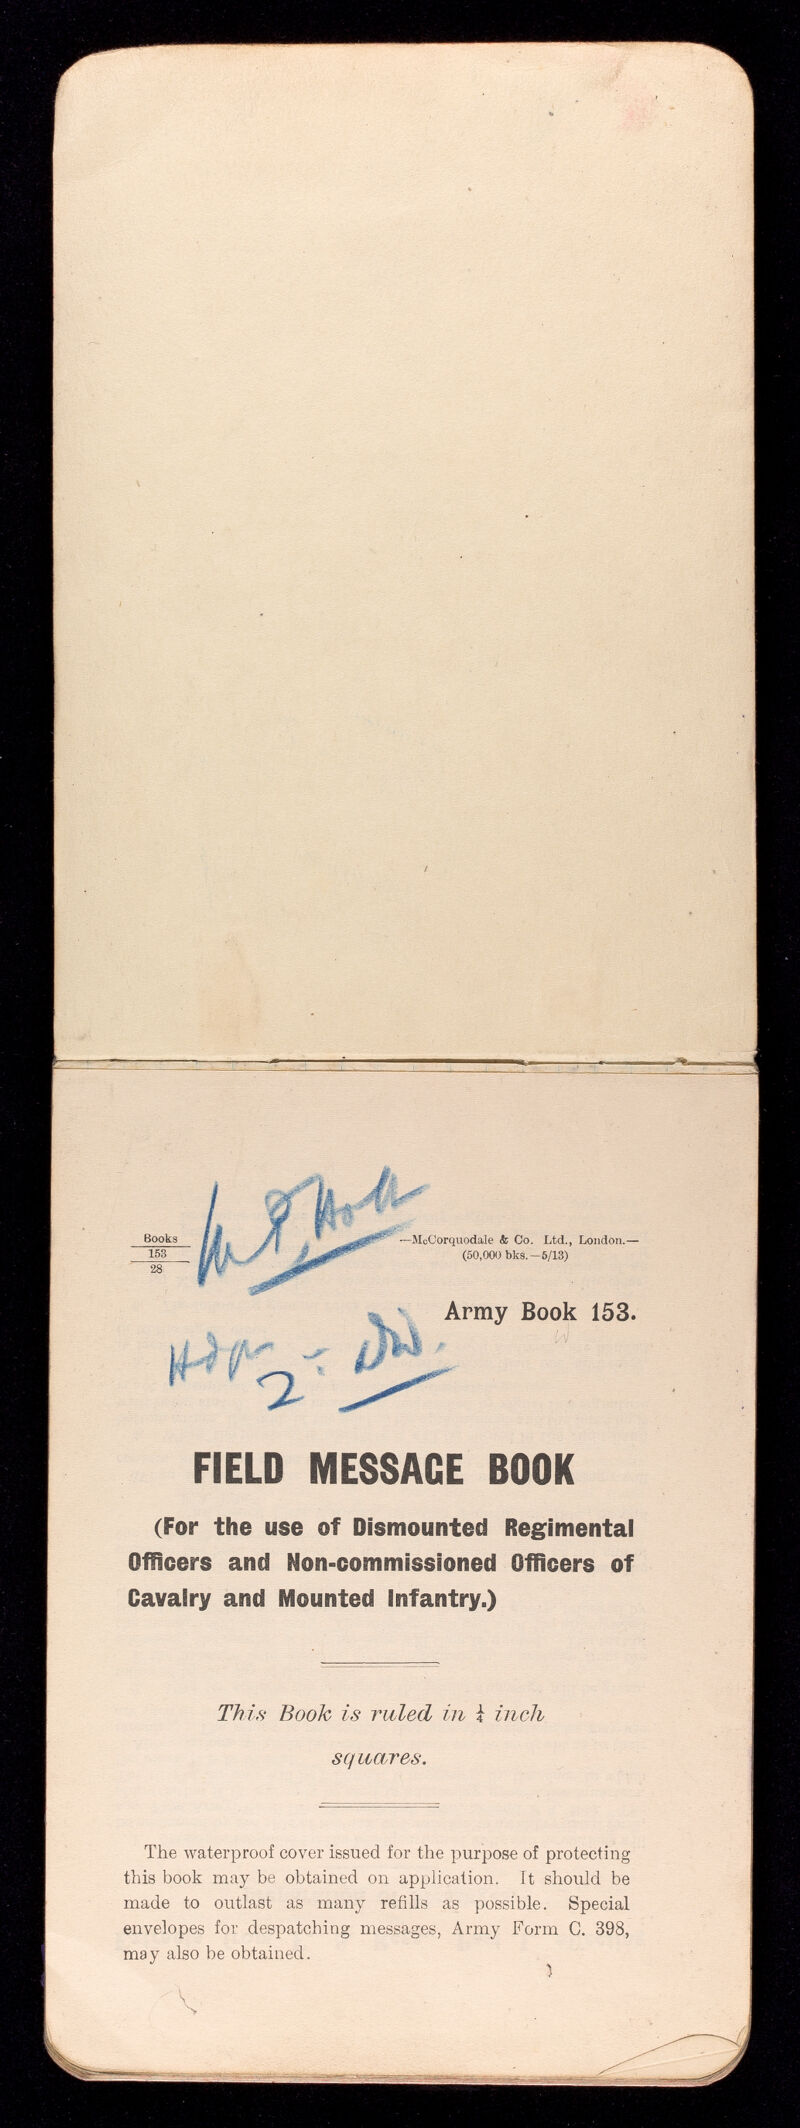 M P. Holt
Books
153
28
—McCorquodale & Co. Ltd., London.—
(50,000 bks.—5/13)
Army Book 153.
2
FIELD MESSAGE BOOK
(For the use of Dismounted Regimental
Officers and Non-commissioned Officers of
Cavalry and Mounted Infantry.)
This Book is ruled in ¼ inch
squares.
The waterproof cover issued for the purpose of protecting
this book may be obtained on application. It should be
made to outlast as many refills as possible. Special
envelopes for despatching messages, Army Form C. 398,
may also be obtained.